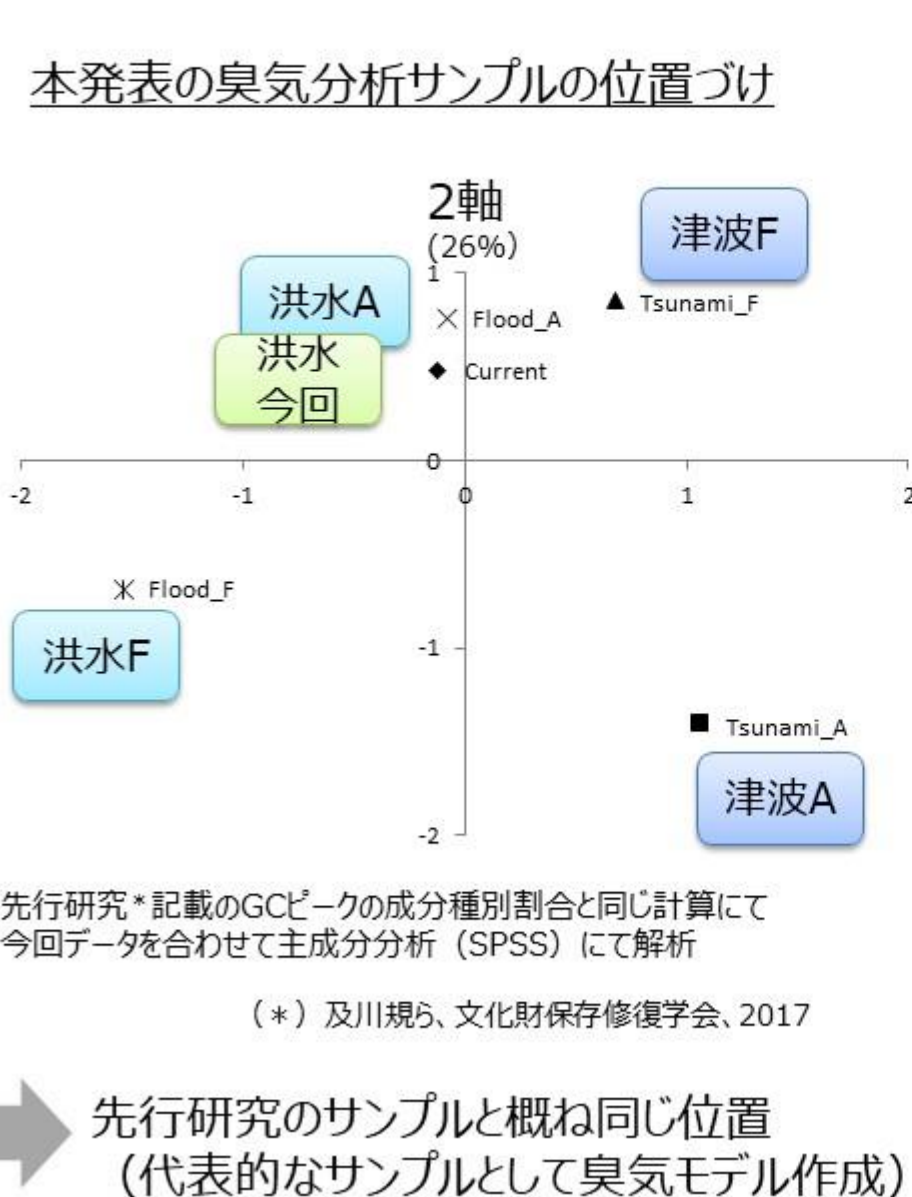 本発表の臭気分析サンプルの位置づけ
2軸
(26%)
津波F
洪水A
1
Flood_A
Tsunami_F
洪水
今回
Current
0
-2
-1
0
1
2
Flood_F
洪水F
-1
Tsunami_A
津波A
-2
先行研究*記載のGCピークの成分種別割合と同じ計算にて
今回データを合わせて主成分分析（SPSS）にて解析
（*）及川規ら、文化財保存修復学会、2017
先行研究のサンプルと概ね同じ位置
（代表的なサンプルとして臭気モデル作成）